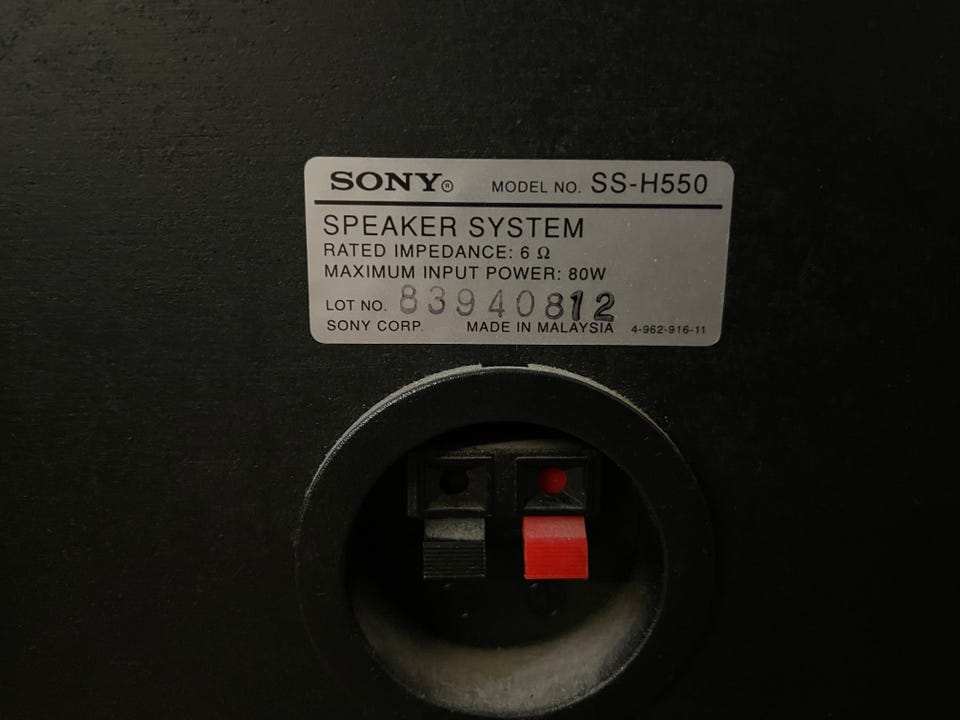 SONY® MODEL NO. SS-H550
SPEAKER SYSTEM
RATED IMPEDANCE: 6 Ω
MAXIMUM INPUT POWER: 80W
LOT NO. 83940812
SONY CORP. MADE IN MALAYSIA 4-962-916-11